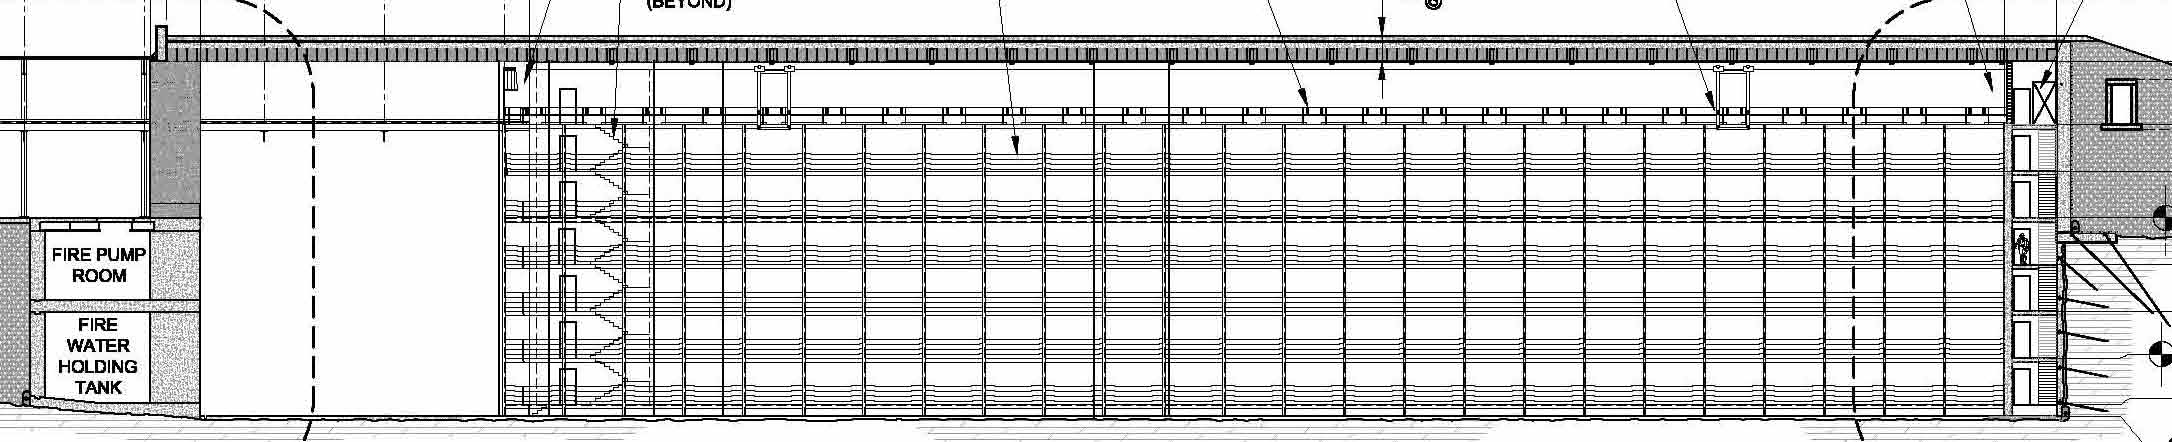 (BEYOND)
©
FIRE PUMP
ROOM
FIRE
WATER
HOLDING
TANK